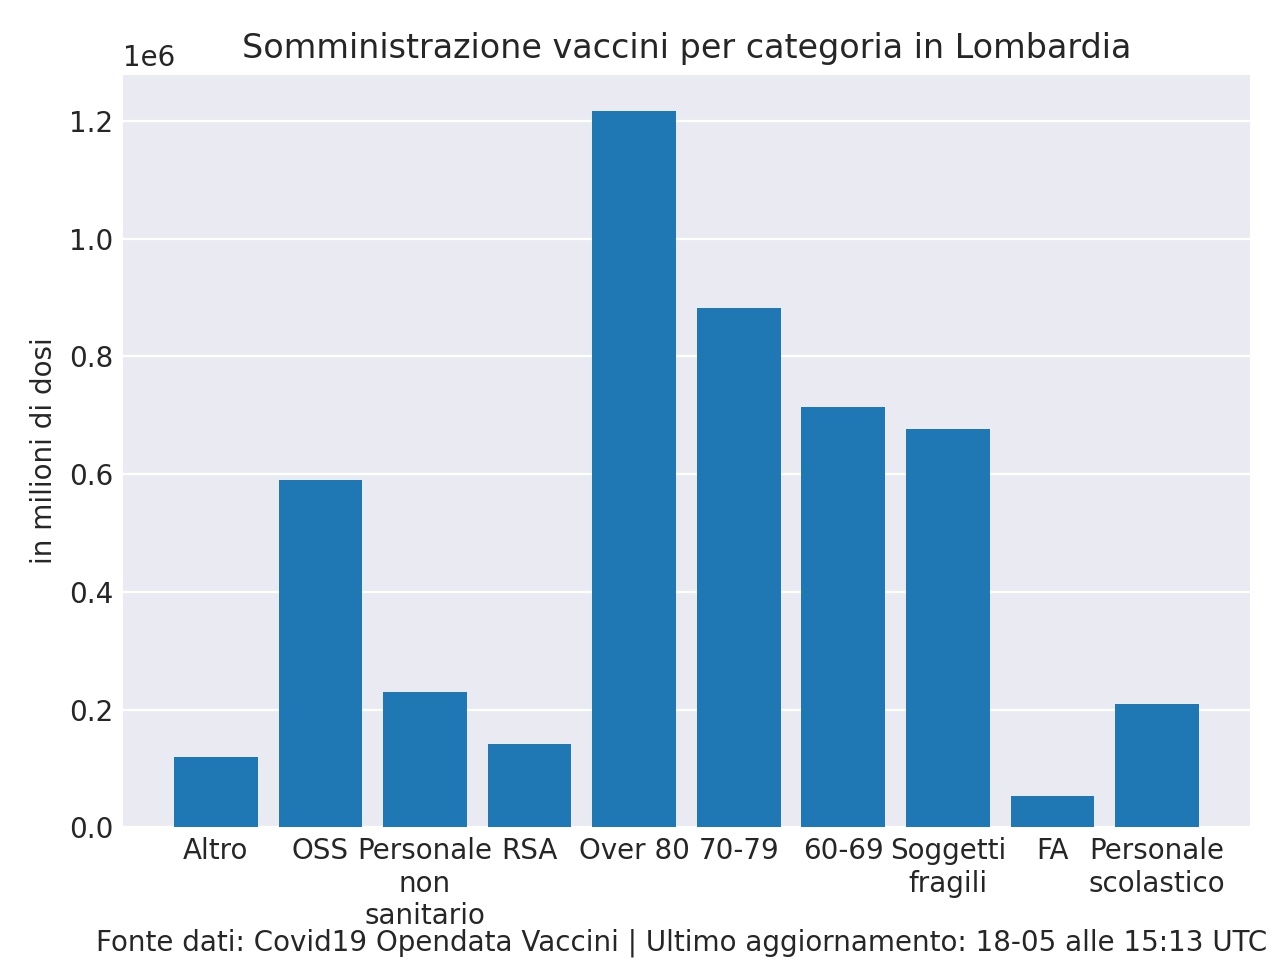 Somministrazione vaccini per categoria in Lombardia
1e6
1.2
1.0
0.8
0.6
0.4
0.2
0.0
in milioni di dosi
Altro
OSS
Personale
non
sanitario
RSA
Over 80
70-79
60-69
Soggetti
fragili
FA
Personale
scolastico
Fonte dati: Covid19 Opendata Vaccini | Ultimo aggiornamento: 18-05 alle 15:13 UTC